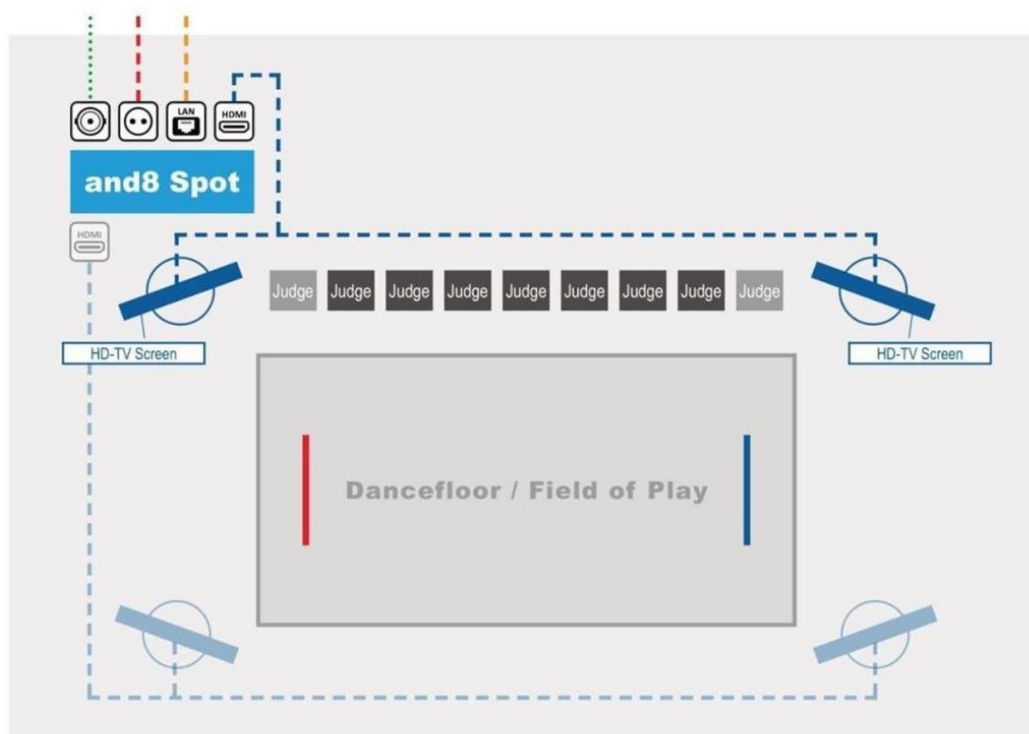 LAN
HDMI
and8 Spot
HDMI
Judge
Judge
Judge
Judge
Judge
Judge
Judge
Judge
Judge
HD-TV Screen
HD-TV Screen
Dancefloor / Field of Play